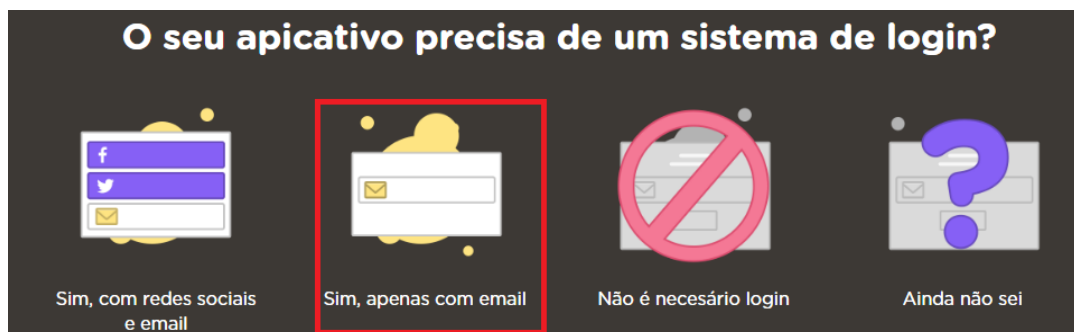 O seu apicativo precisa de um sistema de login?
Sim, com redes sociais
e email
Sim, apenas com email
Não é necesário login
Ainda não sei